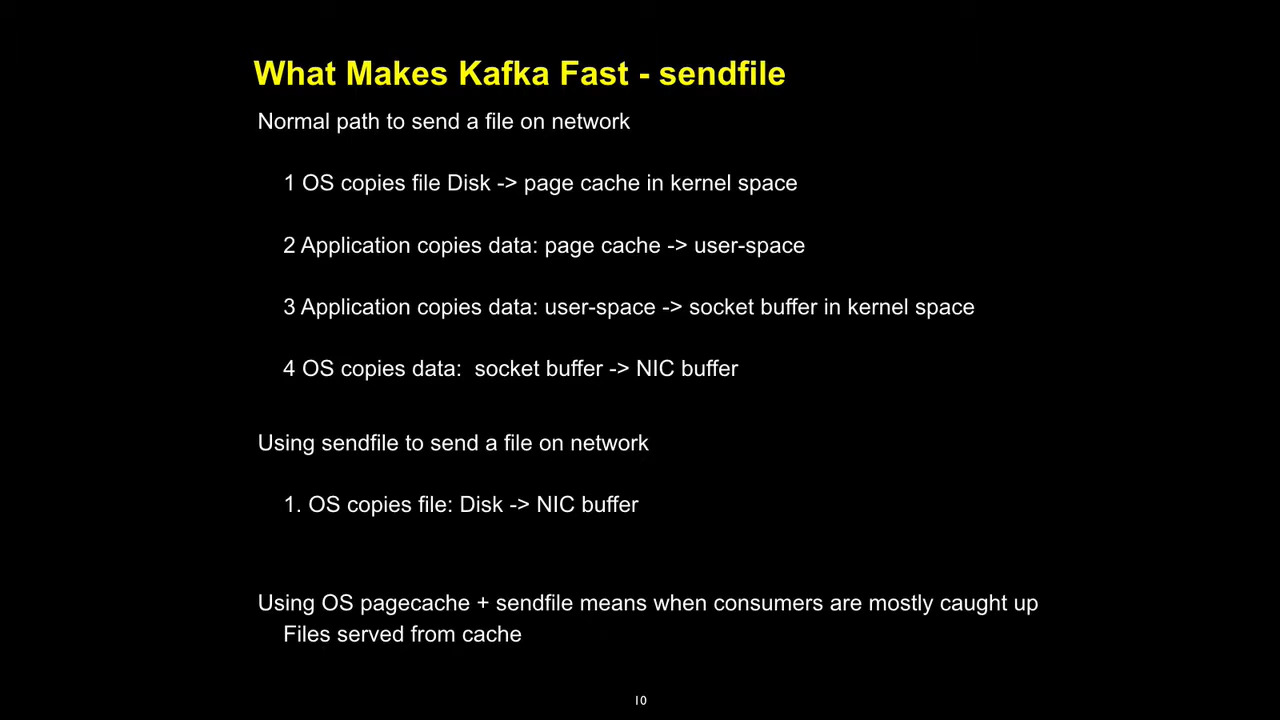 What Makes Kafka Fast - sendfile
Normal path to send a file on network
1 OS copies file Disk -> page cache in kernel space
2 Application copies data: page cache -> user-space
3 Application copies data: user-space -> socket buffer in kernel space
4 OS copies data:  socket buffer -> NIC buffer
Using sendfile to send a file on network
1. OS copies file: Disk -> NIC buffer
Using OS pagecache + sendfile means when consumers are mostly caught up
Files served from cache
10